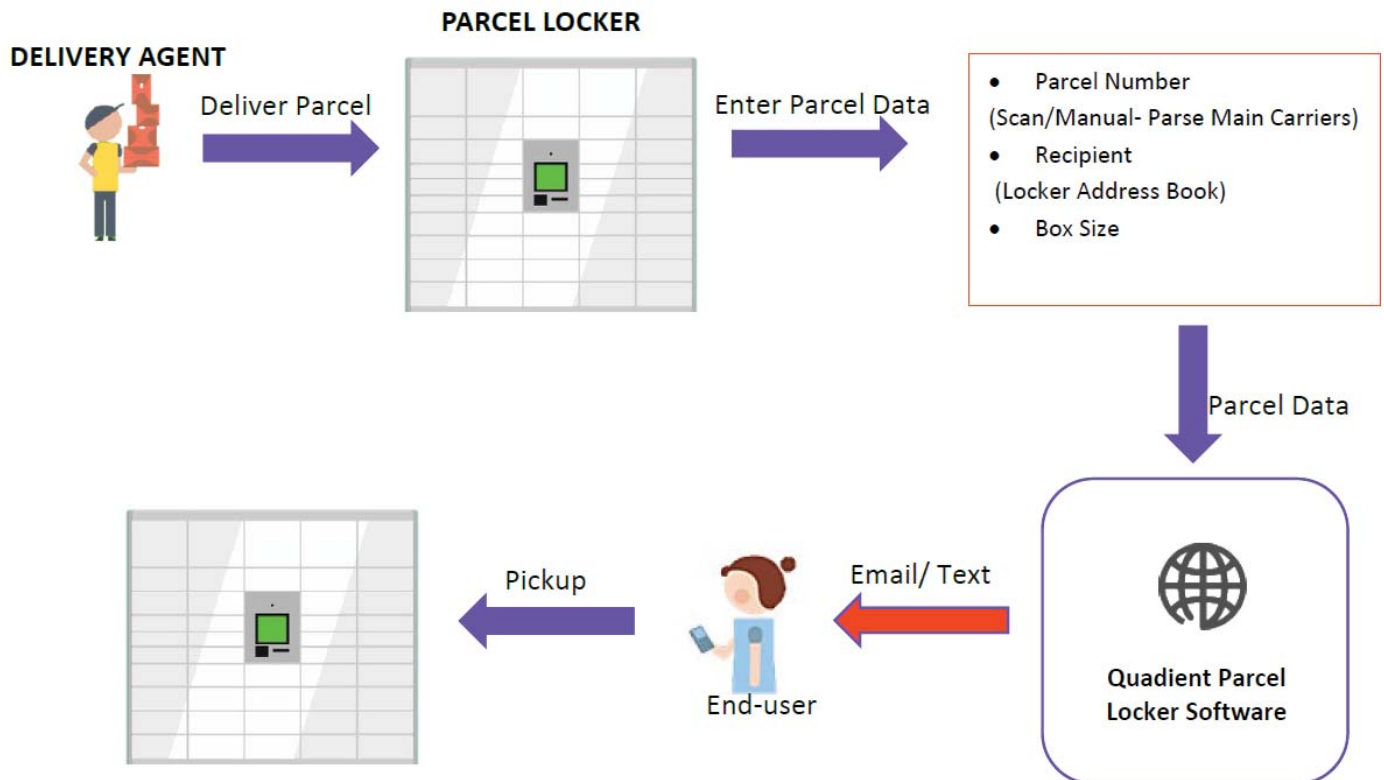 PARCEL LOCKER
DELIVERY AGENT
Deliver Parcel
Enter Parcel Data
• Parcel Number
(Scan/Manual- Parse Main Carriers)
• Recipient
(Locker Address Book)
• Box Size
Parcel Data
Quadient Parcel
Locker Software
Email/ Text
End-user
Pickup